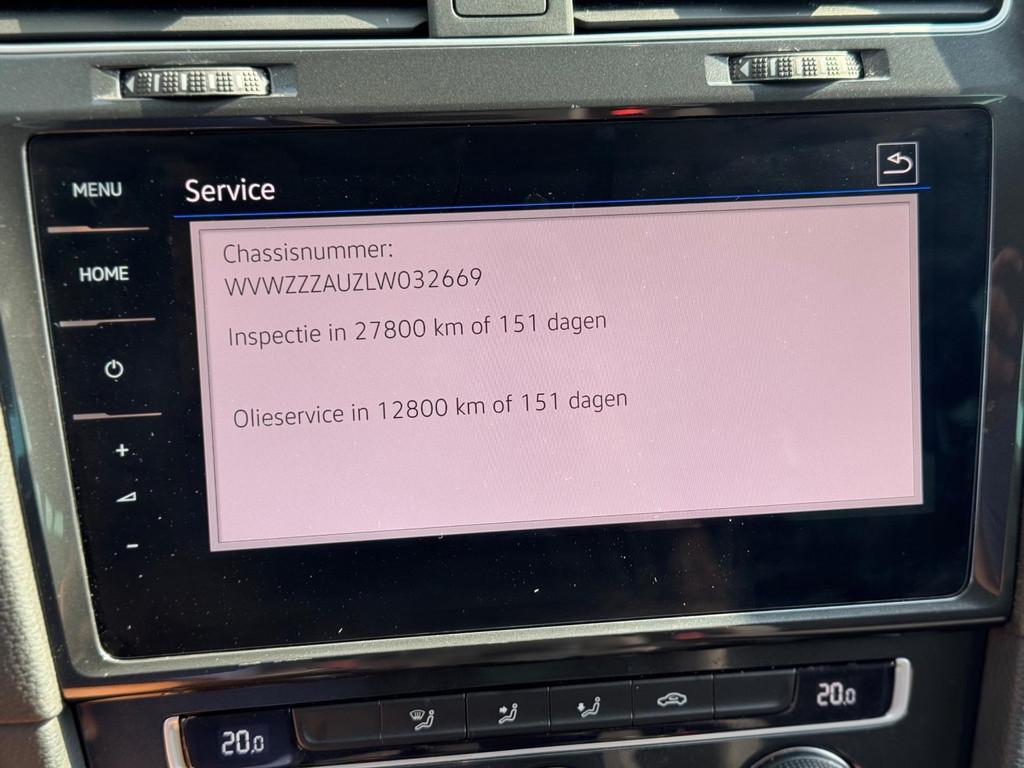 MENU
Service
HOME
Chassisnummer:
WVWZZZAUZLW032669
Inspectie in 27800 km of 151 dagen
Olieservice in 12800 km of 151 dagen
+
-
20,0
20,0